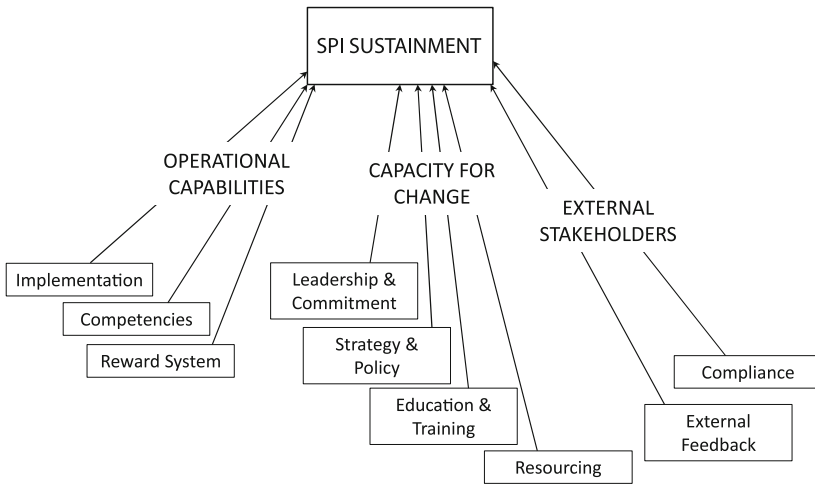 SPI SUSTAINMENT
OPERATIONAL
CAPABILITIES
CAPACITY FOR
CHANGE
EXTERNAL
STAKEHOLDERS
Implementation
Competencies
Reward System
Leadership &
Commitment
Strategy &
Policy
Education &
Training
Resourcing
Compliance
External
Feedback